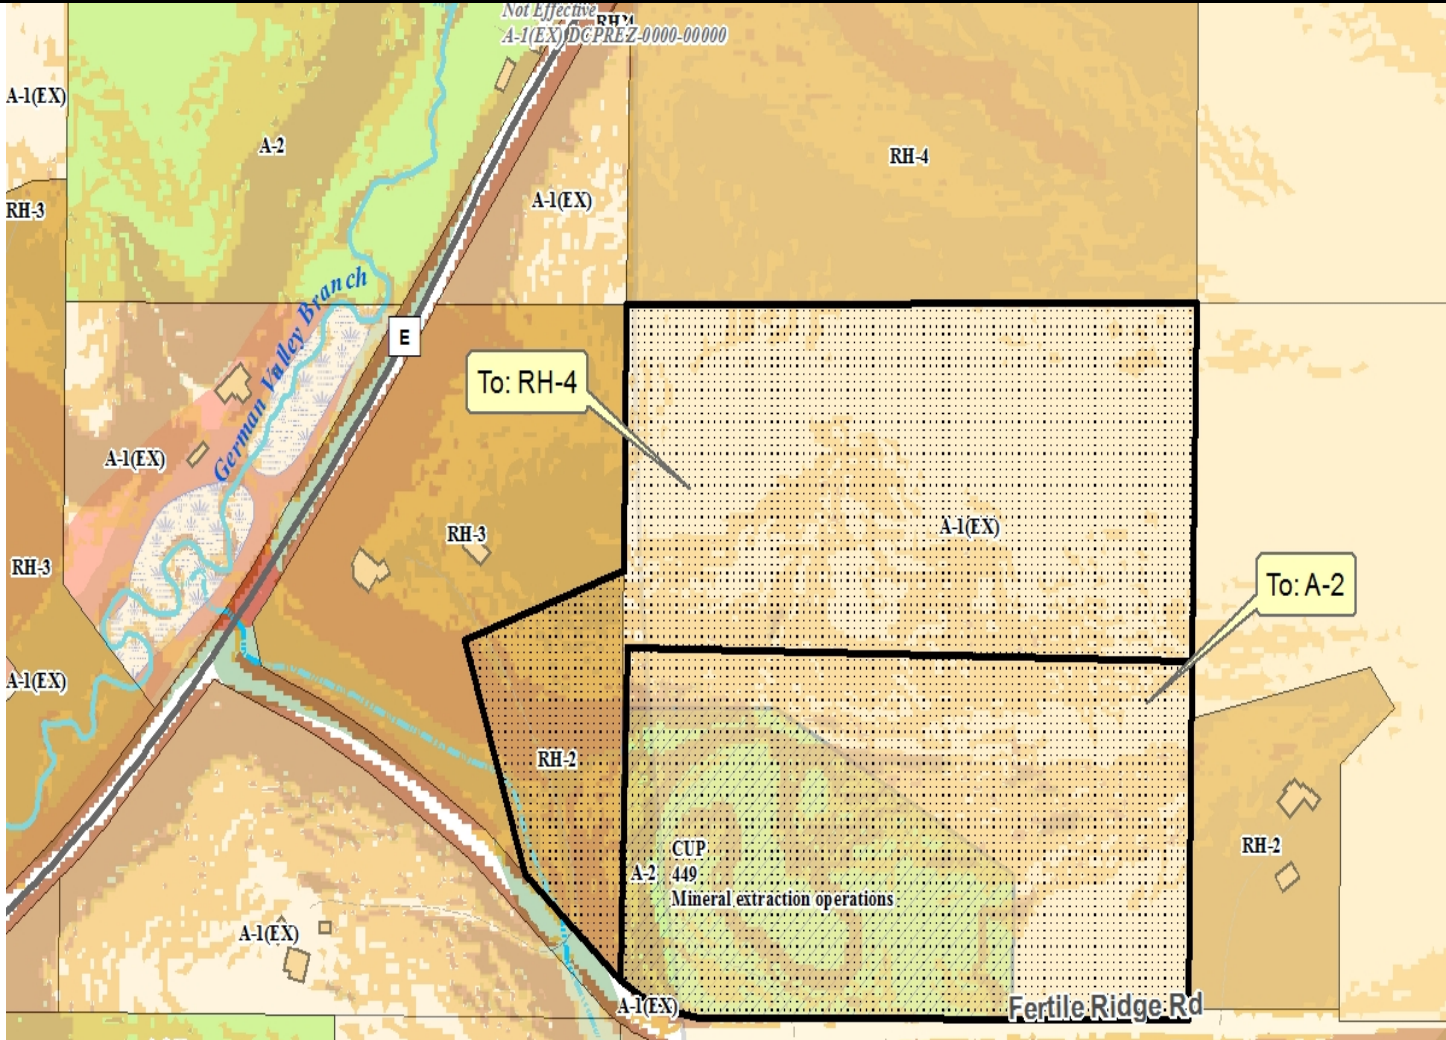 Not Effective
RH-4
A-1(EX) DCPREZ-0000-00000
A-1(EX)
A-2
RH-4
A-1(EX)
RH-3
German Valley Branch
E
To: RH-4
A-1(EX)
RH-3
A-1(EX)
RH-3
To: A-2
A-1(EX)
RH-2
CUP
A-2 449
Mineral extraction operations
RH-2
A-1(EX)
A-1(EX)
Fertile Ridge Rd